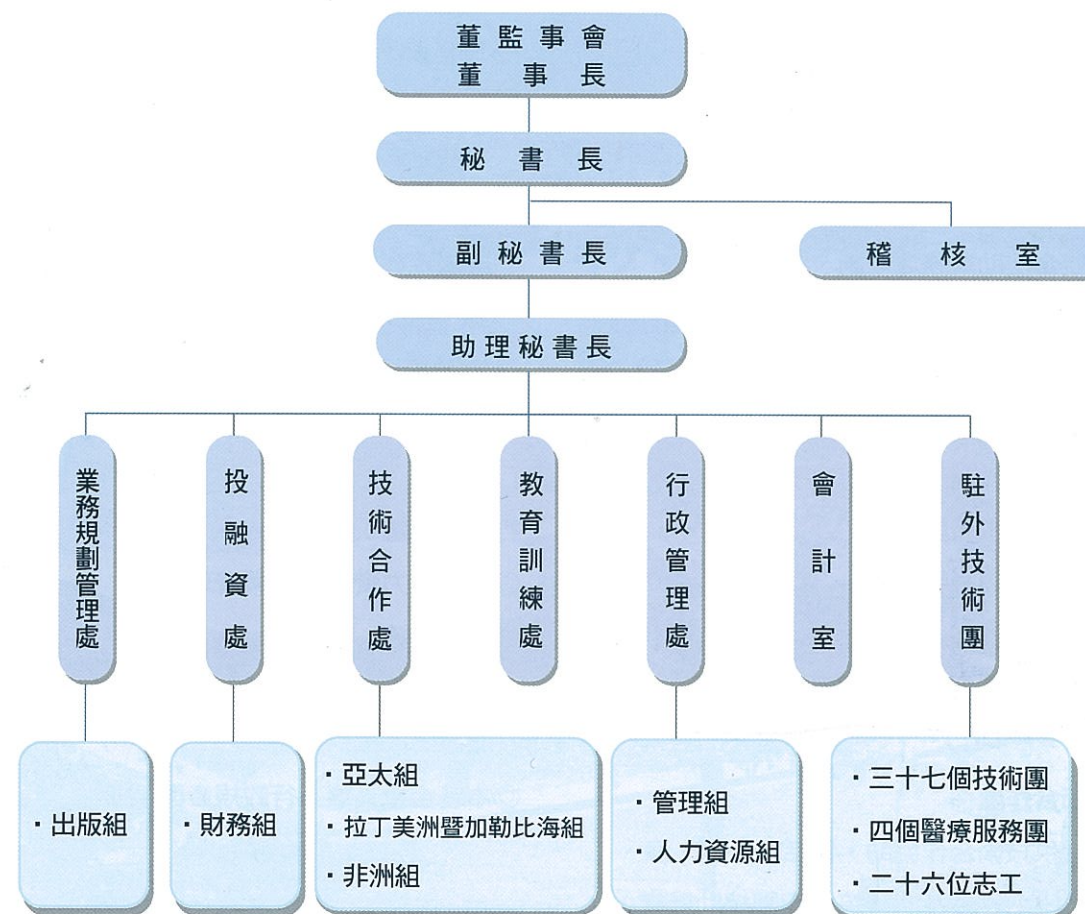 董監事會
董事長
秘書長
副秘書長
稽核室
助理秘書長
業務規劃管理處
投融資處
技術合作處
教育訓練處
行政管理處
會計室
駐外技術團
·出版組
·財務組
·亞太組
·拉丁美洲暨加勒比海組
·非洲組
·管理組
·人力資源組
·三十七個技術團
·四個醫療服務團
·二十六位志工